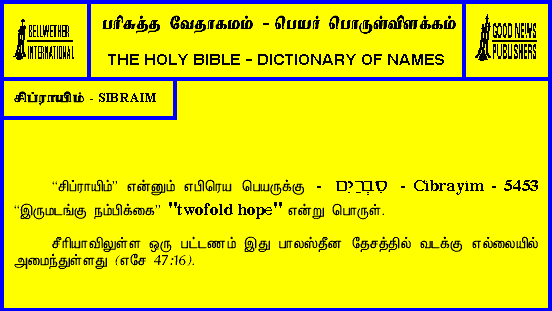 BELLWETHER
INTERNATIONAL
பரிசுத்த வேதாகமம் - பெயர் பொருள்விளக்கம்
THE HOLY BIBLE - DICTIONARY OF NAMES
GOOD NEWS
PUBLISHERS
சிப்ராயிம் - SIBRAIM
“சிப்ராயிம்” என்னும் எபிரெய பெயருக்கு - סִבְרַיִם - Cibrayim - 5453
“இருமடங்கு நம்பிக்கை” "twofold hope" என்று பொருள்.
சீரியாவிலுள்ள ஒரு பட்டணம் இது பாலஸ்தீன தேசத்தில் வடக்கு எல்லையில்
அமைந்துள்ளது (எசே 47:16).